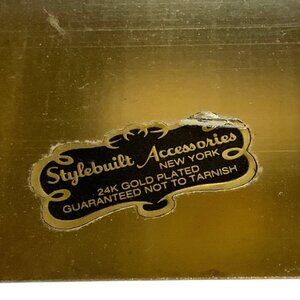 Stylebuilt Accessories
NEW YORK
24K GOLD PLATED
GUARANTEED NOT TO TARNISH